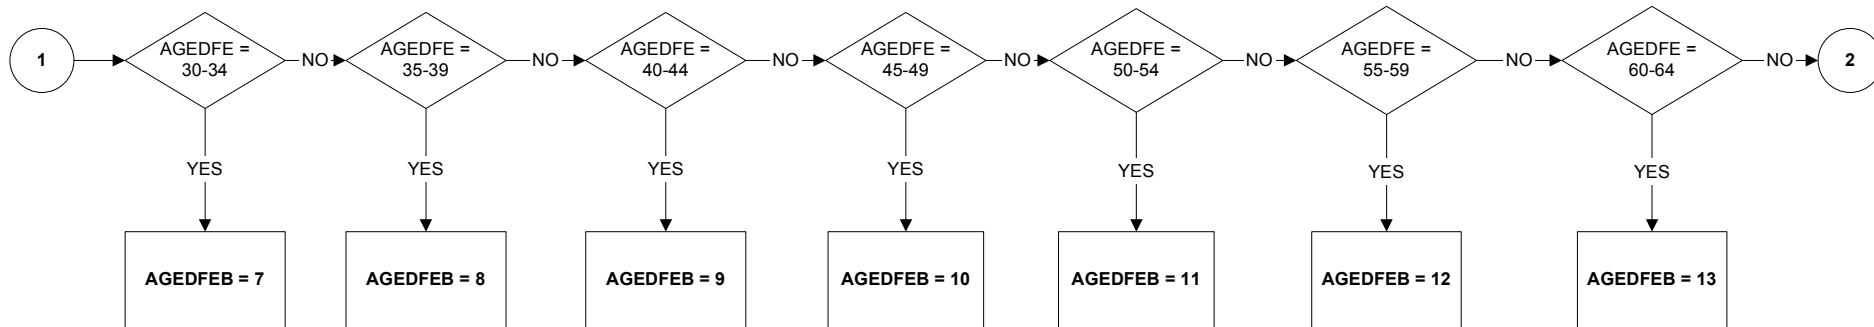 1
AGEDFE =
30-34
NO
AGEDFE =
35-39
NO
AGEDFE =
40-44
NO
AGEDFE =
45-49
NO
AGEDFE =
50-54
NO
AGEDFE =
55-59
NO
AGEDFE =
60-64
NO
2
YES
YES
YES
YES
YES
YES
YES
AGEDFEB = 7
AGEDFEB = 8
AGEDFEB = 9
AGEDFEB = 10
AGEDFEB = 11
AGEDFEB = 12
AGEDFEB = 13